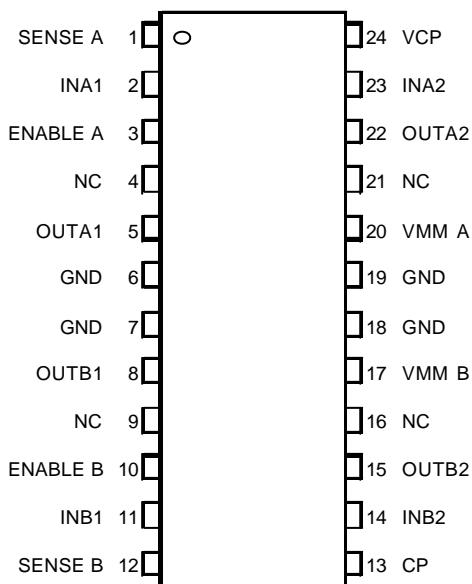 SENSE A 1 24 VCP
INA1 2 23 INA2
ENABLE A 3 22 OUTA2
NC 4 21 NC
OUTA1 5 20 VMM A
GND 6 19 GND
GND 7 18 GND
OUTB1 8 17 VMM B
NC 9 16 NC
ENABLE B 10 15 OUTB2
INB1 11 14 INB2
SENSE B 12 13 CP